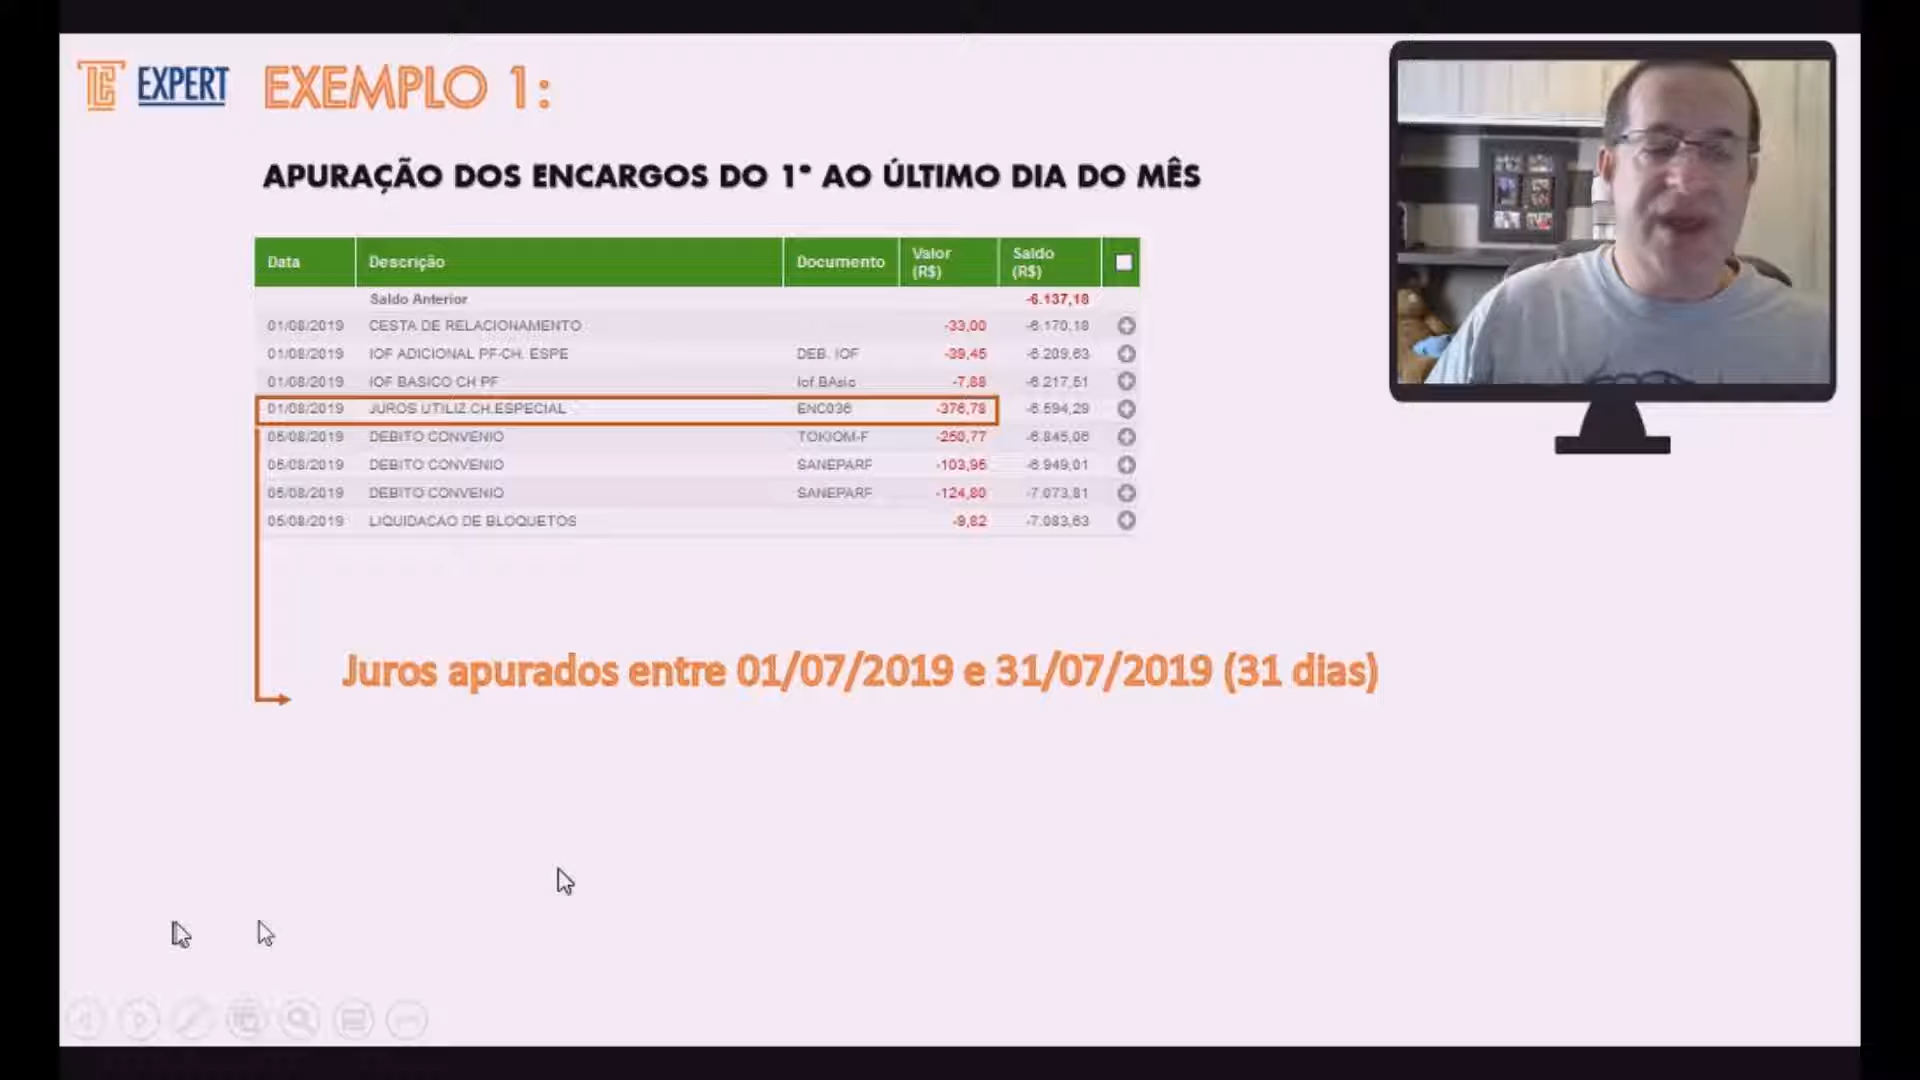 EXPERT EXEMPLO 1:
APURAÇÃO DOS ENCARGOS DO 1° AO ÚLTIMO DIA DO MÊS
Data Descrição Documento Valor (R$) Saldo (R$)
Saldo Anterior -6.137,18
01/08/2019 CESTA DE RELACIONAMENTO -33,00 -6.170,18
01/08/2019 IOF ADICIONAL PF-CH. ESPE DEB. IOF -39,45 -6.209,63
01/08/2019 IOF BASICO CH PF Iof BAsic -7,88 -6.217,51
01/08/2019 JUROS UTILIZ CH.ESPECIAL ENC036 -376,78 -6.594,29
05/08/2019 DEBITO CONVENIO TOKIOM-F -250,77 -6.845,06
05/08/2019 DEBITO CONVENIO SANEPARF -103,95 -6.949,01
05/08/2019 DEBITO CONVENIO SANEPARF -124,80 -7.073,81
05/08/2019 LIQUIDACAO DE BLOQUETOS -9,82 -7.083,63
Juros apurados entre 01/07/2019 e 31/07/2019 (31 dias)